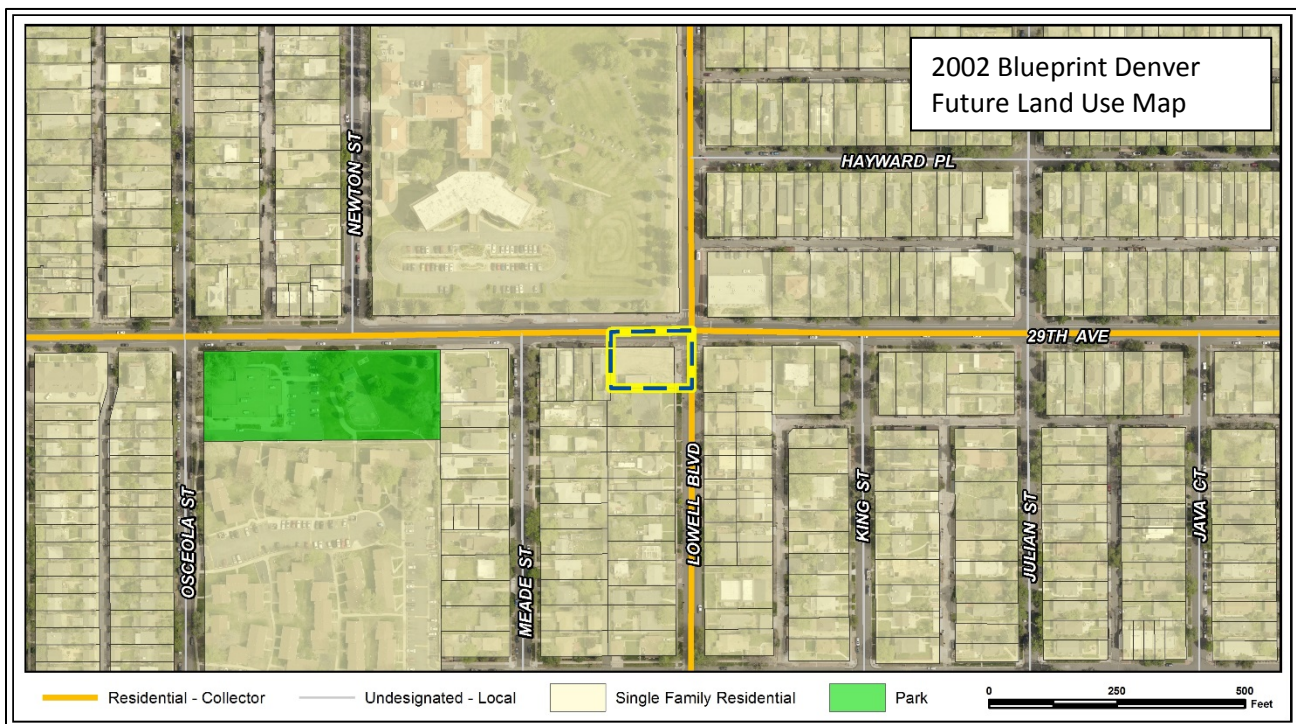 2002 Blueprint Denver
Future Land Use Map
NEWTON ST
HAYWARD PL
29TH AVE
OSCEOLA ST
MEADE ST
LOWELL BLVD
KING ST
JULIAN ST
JAVA CT
Residential - Collector
Undesignated - Local
Single Family Residential
Park
0 250 500
Feet